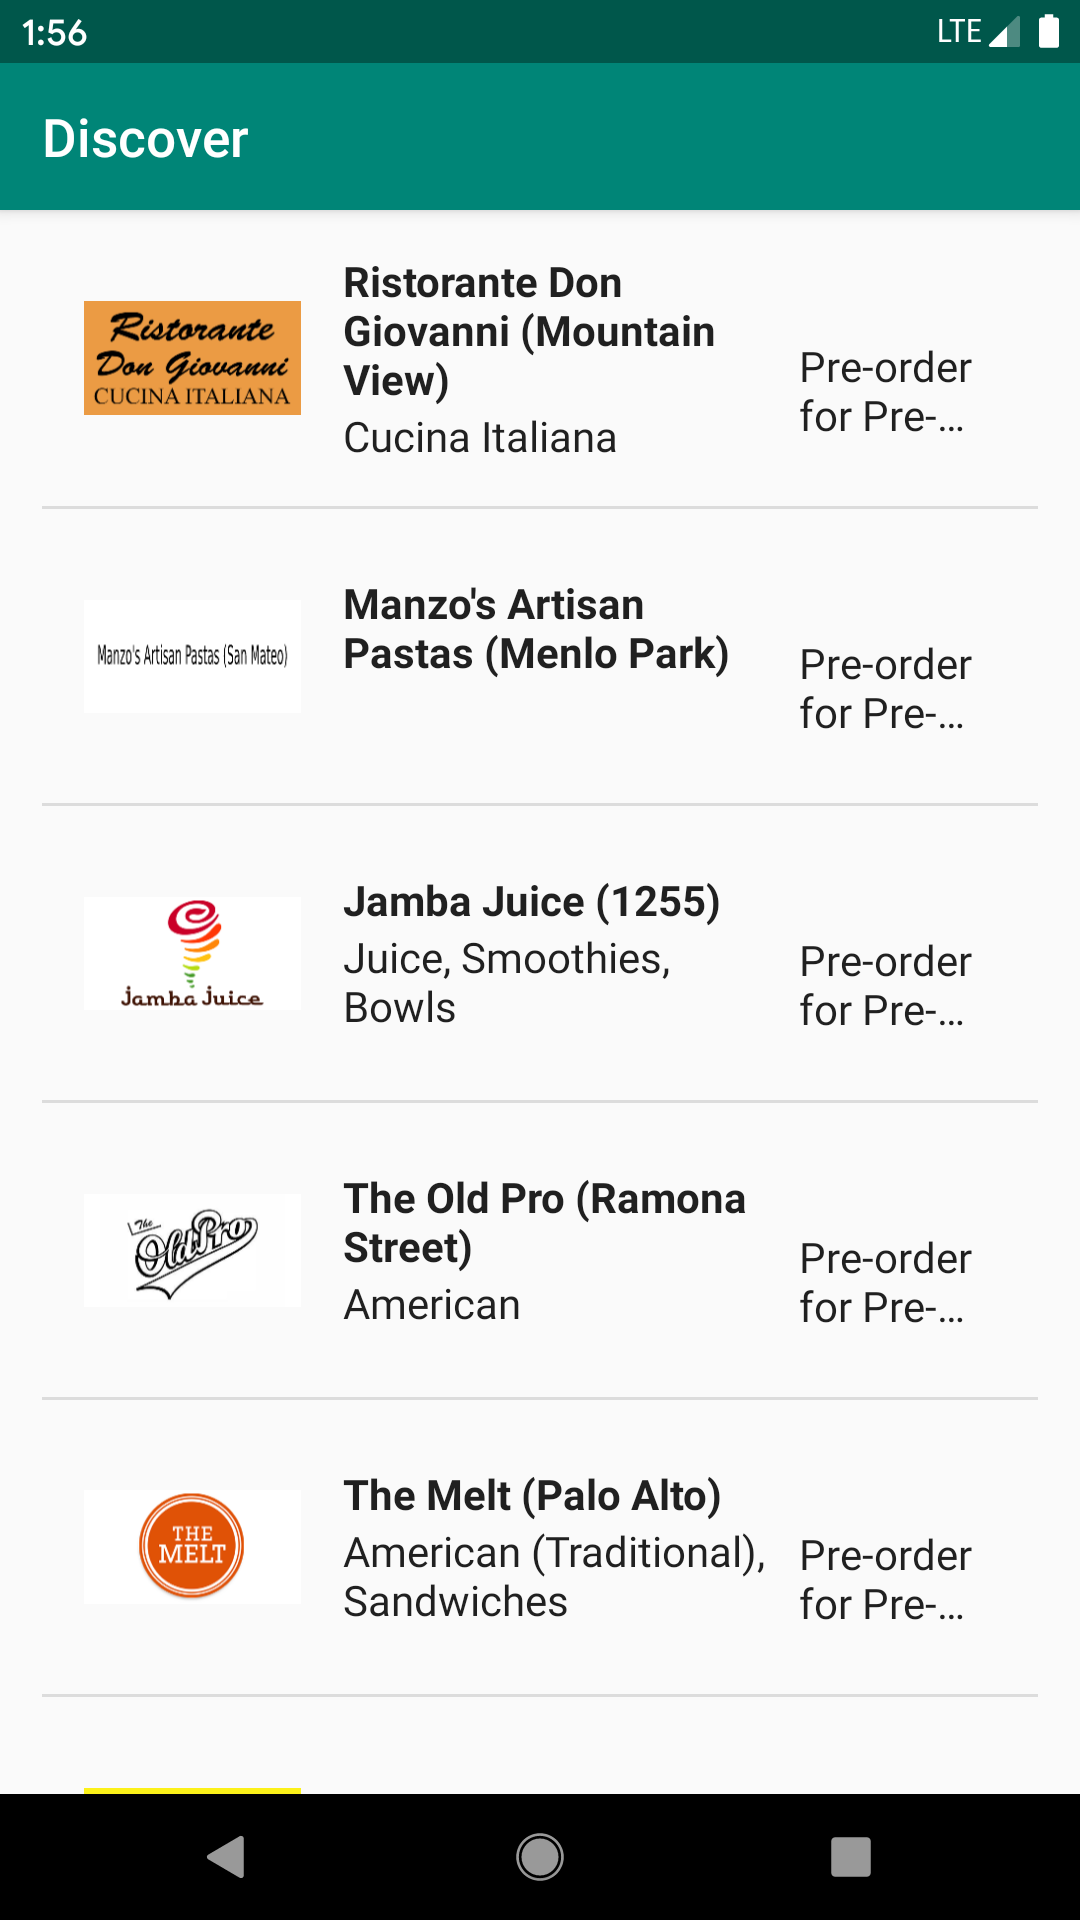 1:56
LTE
Discover
Ristorante
Don Giovanni
CUCINA ITALIANA
Ristorante Don
Giovanni (Mountain
View)
Cucina Italiana
Pre-order
for Pre-...
Manzo's Artisan Pastas (San Mateo)
Manzo's Artisan
Pastas (Menlo Park)
Pre-order
for Pre-...
Jamba Juice
Jamba Juice (1255)
Juice, Smoothies,
Bowls
Pre-order
for Pre-...
The
Old Pro
The Old Pro (Ramona
Street)
American
Pre-order
for Pre-...
THE
MELT
The Melt (Palo Alto)
American (Traditional),
Sandwiches
Pre-order
for Pre-...